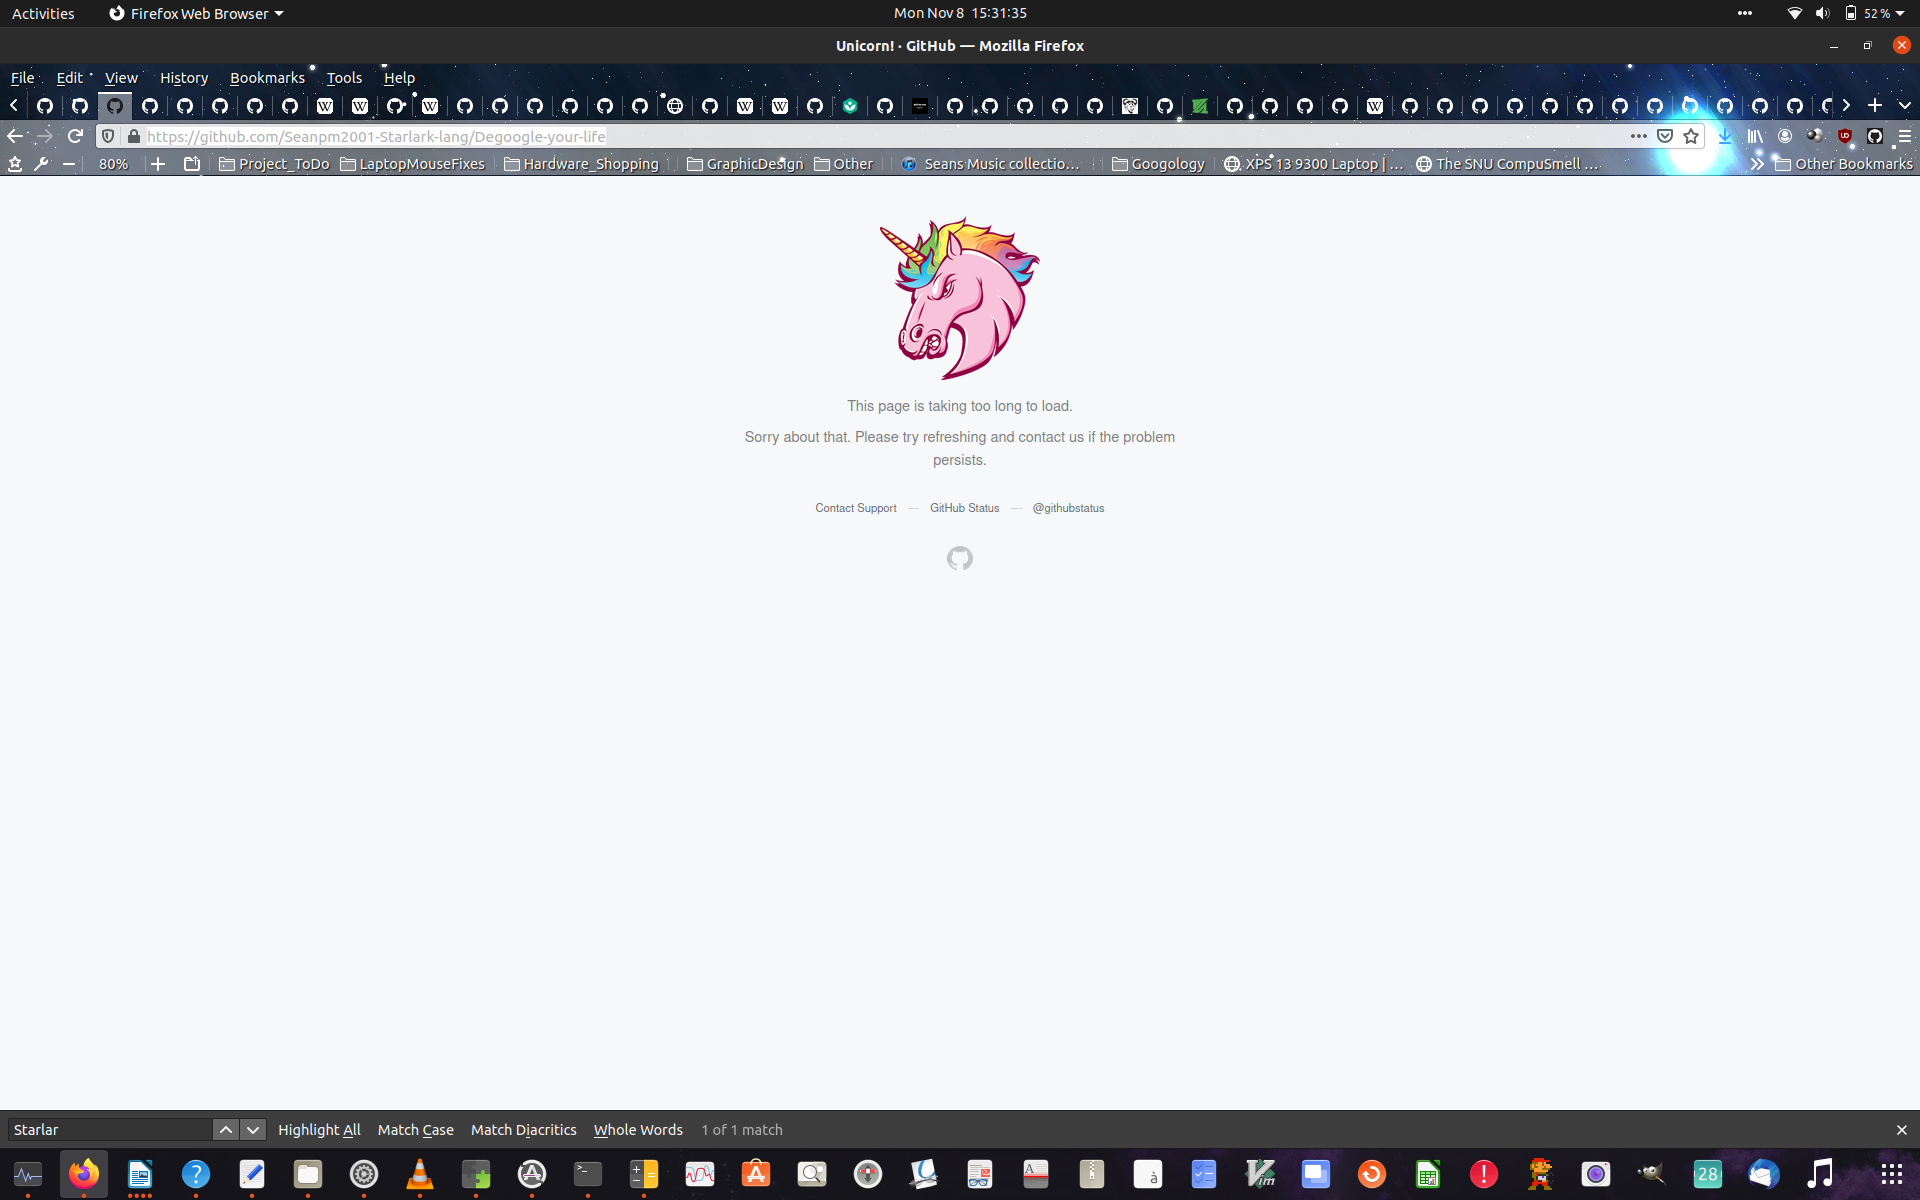 Activities Firefox Web Browser Mon Nov 8 15:31:35 52 %
Unicorn! · GitHub — Mozilla Firefox
File Edit View History Bookmarks Tools Help
https://github.com/Seanpm2001-Starlark-lang/Degoogle-your-life
80% Project_ToDo LaptopMouseFixes Hardware_Shopping GraphicDesign Other Seans Music collectio… Googology XPS 13 9300 Laptop | … The SNU CompuSmell … Other Bookmarks
This page is taking too long to load.
Sorry about that. Please try refreshing and contact us if the problem
persists.
Contact Support — GitHub Status — @githubstatus
Starlar Highlight All Match Case Match Diacritics Whole Words 1 of 1 match
28